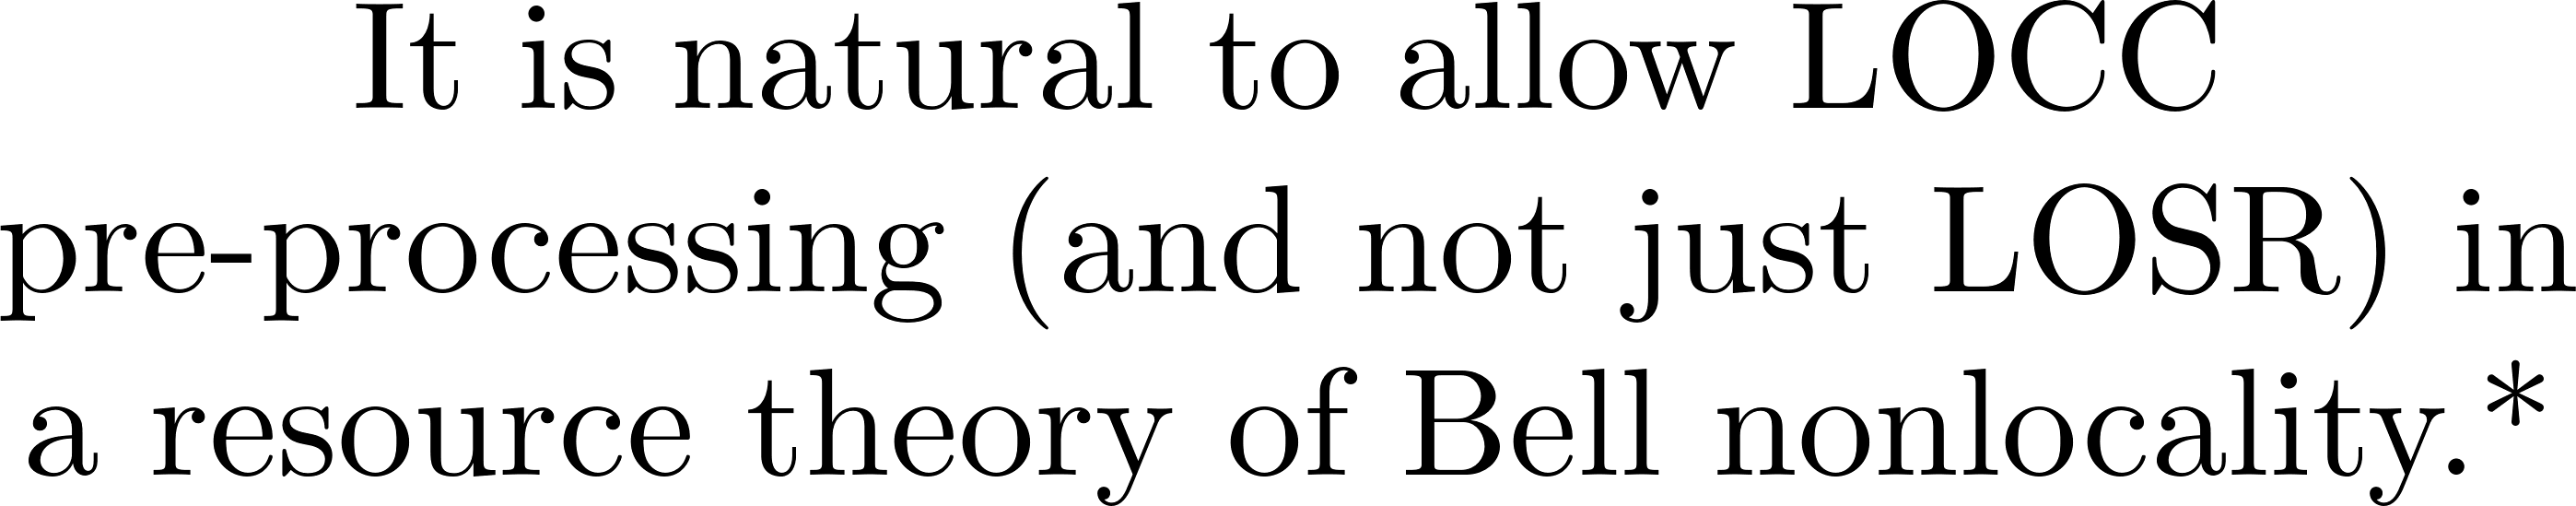 It is natural to allow LOCC
pre-processing (and not just LOSR) in
a resource theory of Bell nonlocality.*